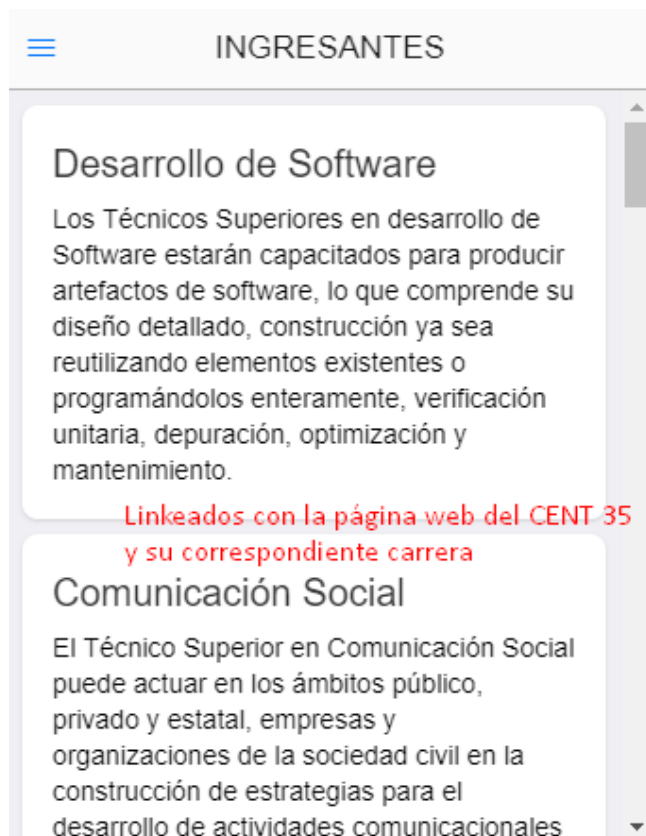 INGRESANTES
Desarrollo de Software
Los Técnicos Superiores en desarrollo de
Software estarán capacitados para producir
artefactos de software, lo que comprende su
diseño detallado, construcción ya sea
reutilizando elementos existentes o
programándolos enteramente, verificación
unitaria, depuración, optimización y
mantenimiento.
Linkeados con la página web del CENT 35
y su correspondiente carrera
Comunicación Social
El Técnico Superior en Comunicación Social
puede actuar en los ámbitos público,
privado y estatal, empresas y
organizaciones de la sociedad civil en la
construcción de estrategias para el
desarrollo de actividades comunicacionales